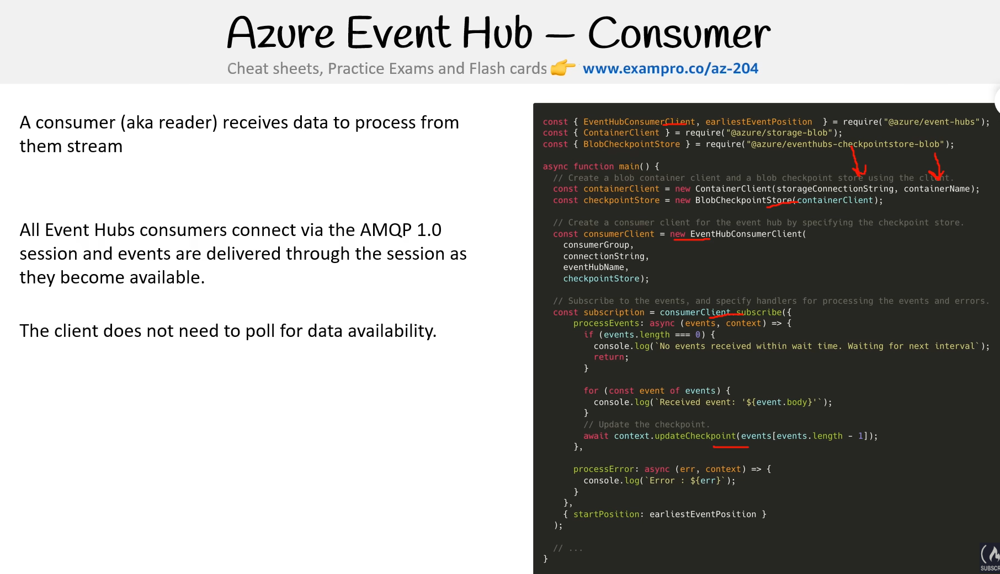 Azure Event Hub – Consumer
Cheat sheets, Practice Exams and Flash cards 👉 www.exampro.co/az-204
A consumer (aka reader) receives data to process from
them stream
All Event Hubs consumers connect via the AMQP 1.0
session and events are delivered through the session as
they become available.
The client does not need to poll for data availability.
const { EventHubConsumerClient, earliestEventPosition  } = require("@azure/event-hubs");
const { ContainerClient } = require("@azure/storage-blob");
const { BlobCheckpointStore } = require("@azure/eventhubs-checkpointstore-blob");
async function main() {
  // Create a blob container client and a blob checkpoint store using the client.
  const containerClient = new ContainerClient(storageConnectionString, containerName);
  const checkpointStore = new BlobCheckpointStore(containerClient);
  // Create a consumer client for the event hub by specifying the checkpoint store.
  const consumerClient = new EventHubConsumerClient(
    consumerGroup,
    connectionString,
    eventHubName,
    checkpointStore);
  // Subscribe to the events, and specify handlers for processing the events and errors.
  const subscription = consumerClient.subscribe({
      processEvents: async (events, context) => {
        if (events.length === 0) {
          console.log(`No events received within wait time. Waiting for next interval`);
          return;
        }
        for (const event of events) {
          console.log(`Received event: '${event.body}'`);
        }
        // Update the checkpoint.
        await context.updateCheckpoint(events[events.length - 1]);
      },
      processError: async (err, context) => {
        console.log(`Error : ${err}`);
      }
    },
    { startPosition: earliestEventPosition }
  );
  // ...
}
SUBSCR